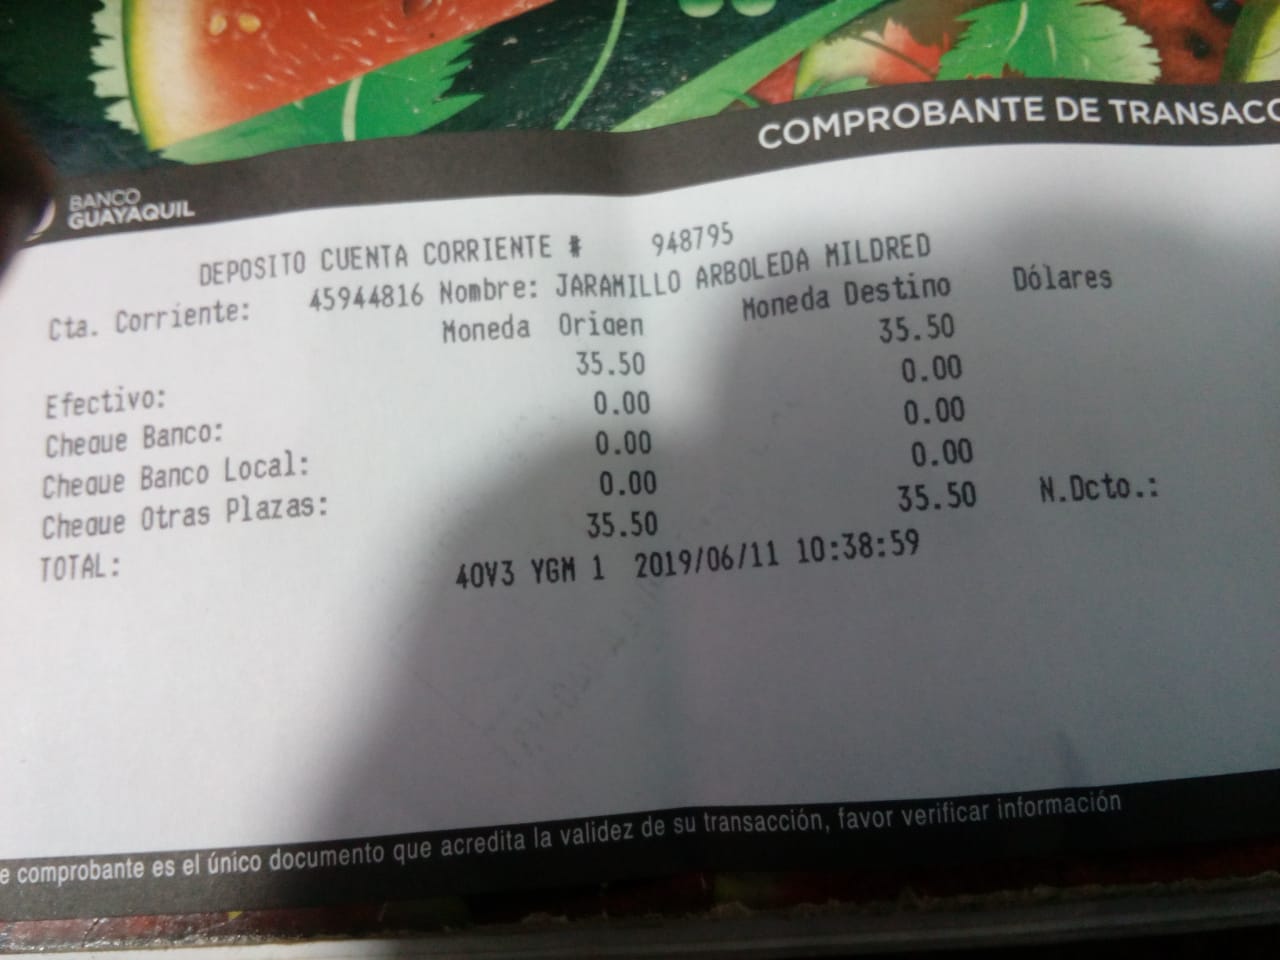 COMPROBANTE DE TRANSACC
BANCO
GUAYAQUIL
DEPOSITO CUENTA CORRIENTE # 948795
Cta. Corriente: 45944816 Nombre: JARAMILLO ARBOLEDA MILDRED
Moneda Origen Moneda Destino Dólares
Efectivo: 35.50 35.50
Cheque Banco: 0.00 0.00
Cheque Banco Local: 0.00 0.00
Cheque Otras Plazas: 0.00 0.00
TOTAL: 35.50 35.50 N.Dcto.:
40V3 YGM 1 2019/06/11 10:38:59
e comprobante es el único documento que acredita la validez de su transacción, favor verificar información